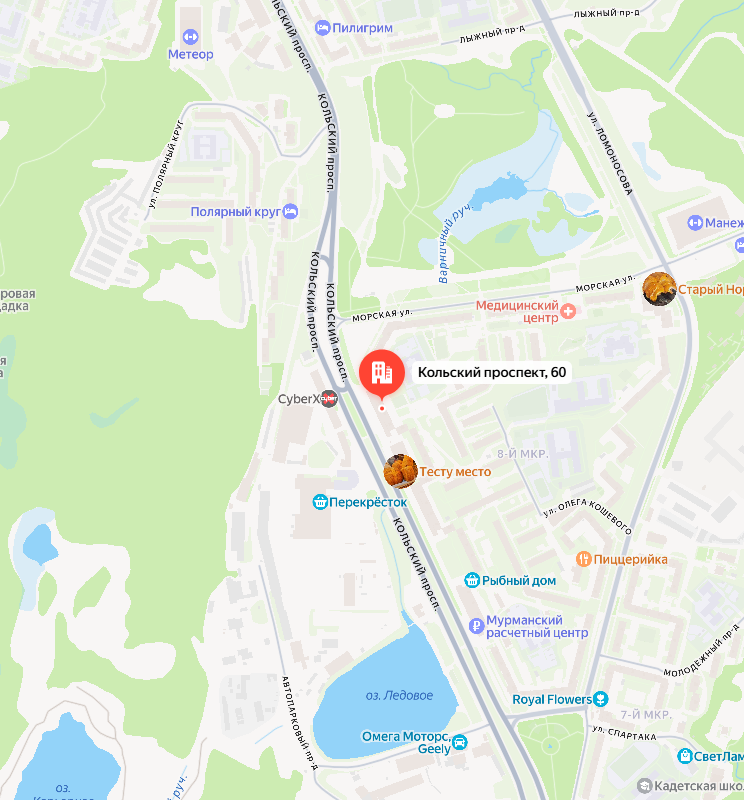 КОЛЬСКИЙ ПРОСП.
Пилигрим
ЛЫЖНЫЙ ПР-Д
ЛЫЖНЫЙ ПР-Д
Метеор
КОЛЬСКИЙ ПРОСП.
УЛ. ПОЛЯРНЫЙ КРУГ
УЛ. ЛОМОНОСОВА
Полярный круг
Варничный руч.
Манеж
КОЛЬСКИЙ ПРОСП.
КОЛЬСКИЙ ПРОСП.
МОРСКАЯ УЛ.
Старый Нор
МОРСКАЯ УЛ.
Медицинский
центр
Кольский проспект, 60
CyberX
cyber
8-Й МКР.
Тесту место
Перекрёсток
УЛ. ОЛЕГА КОШЕВОГО
КОЛЬСКИЙ ПРОСП.
Пиццерийка
Рыбный дом
Мурманский
расчетный центр
МОЛОДЁЖНЫЙ ПР-Д
оз. Ледовое
АВТОПАРКОВЫЙ ПР-Д
Royal Flowers
7-Й МКР.
УЛ. СПАРТАКА
Омега Моторс,
Geely
СветЛам
руч.
оз.
Кадетская шко